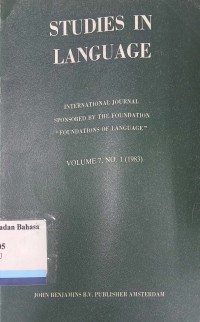 STUDIES IN
LANGUAGE
INTERNATIONAL JOURNAL
SPONSORED BY THE FOUNDATION
"FOUNDATIONS OF LANGUAGE"
VOLUME 7, NO. 1 (1983)
adan Bahasa
05
JOHN BENJAMINS B.V. PUBLISHER AMSTERDAM